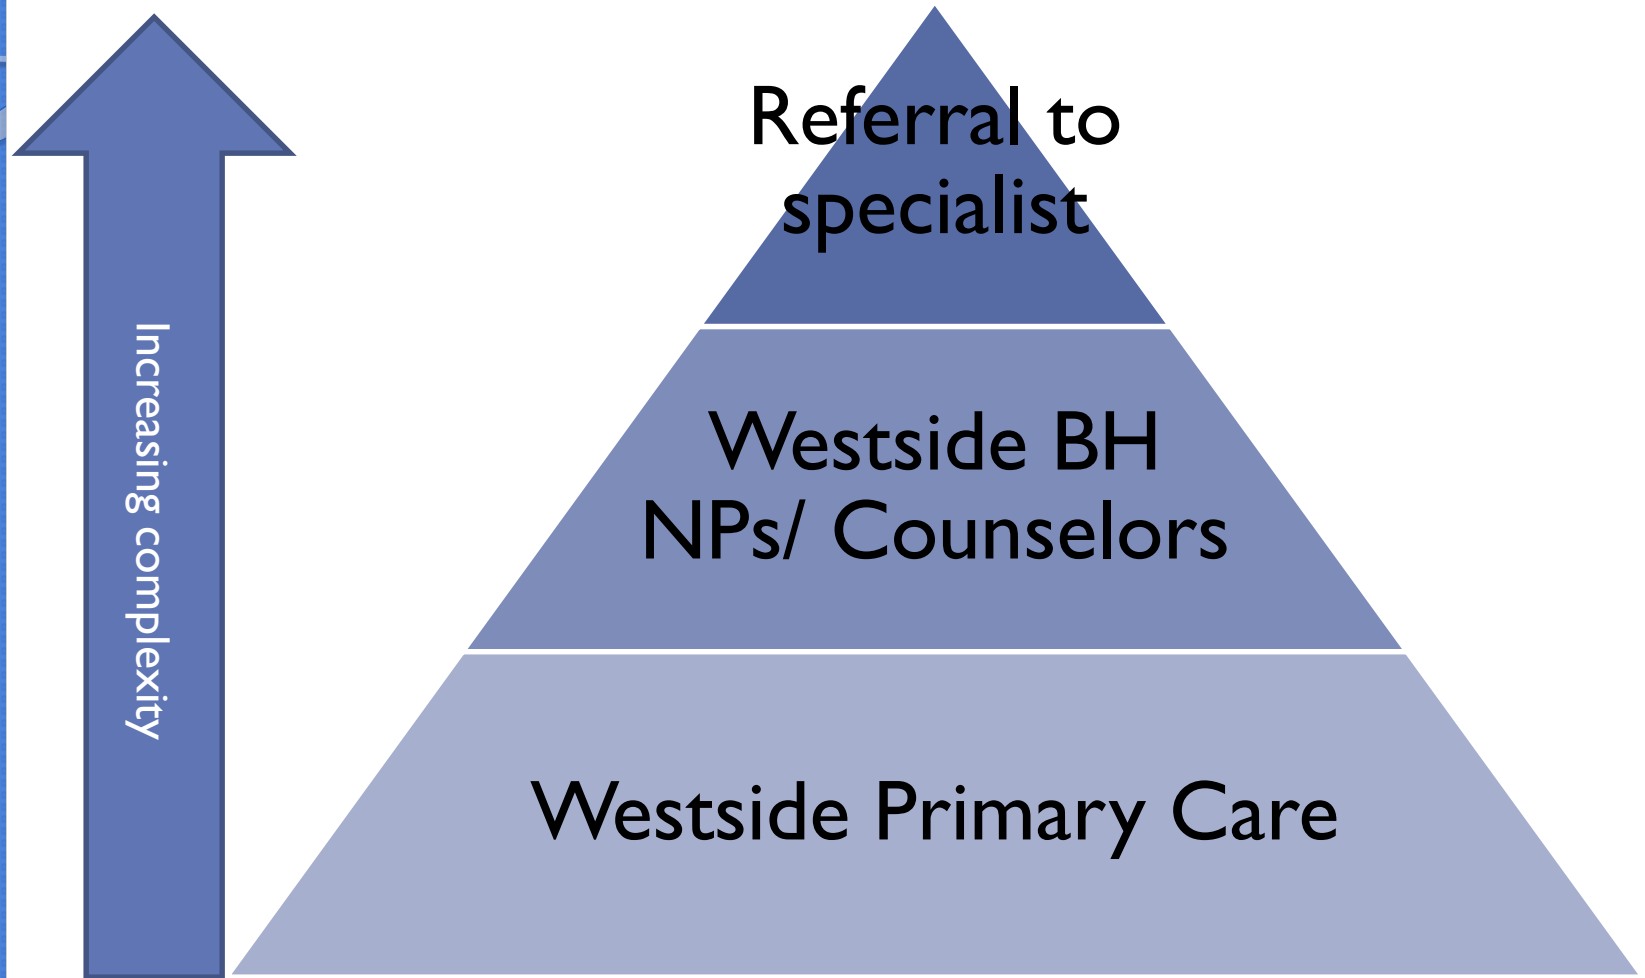 Increasing complexity
Referral to
specialist
Westside BH
NPs/ Counselors
Westside Primary Care